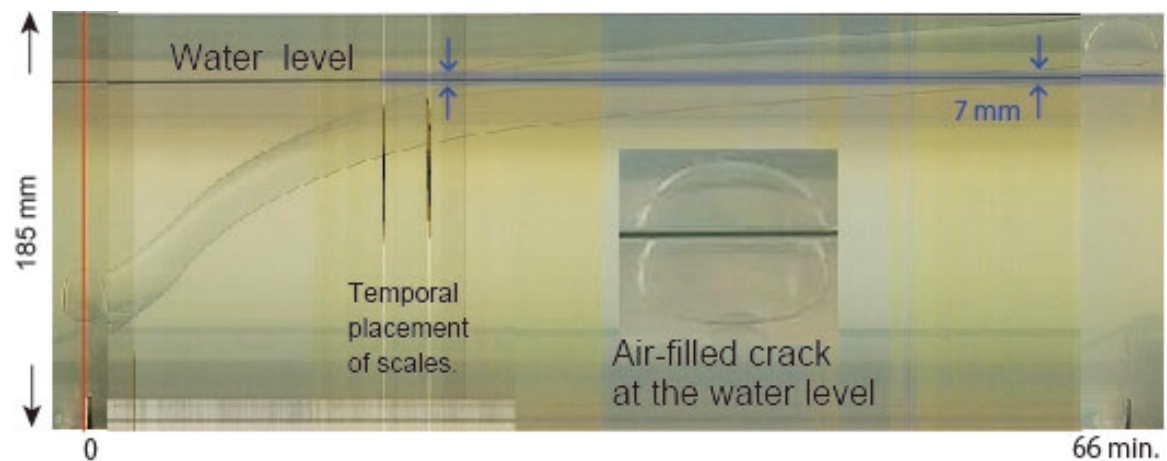 Water level
7 mm
185 mm
Temporal
placement
of scales.
Air-filled crack
at the water level
0
66 min.